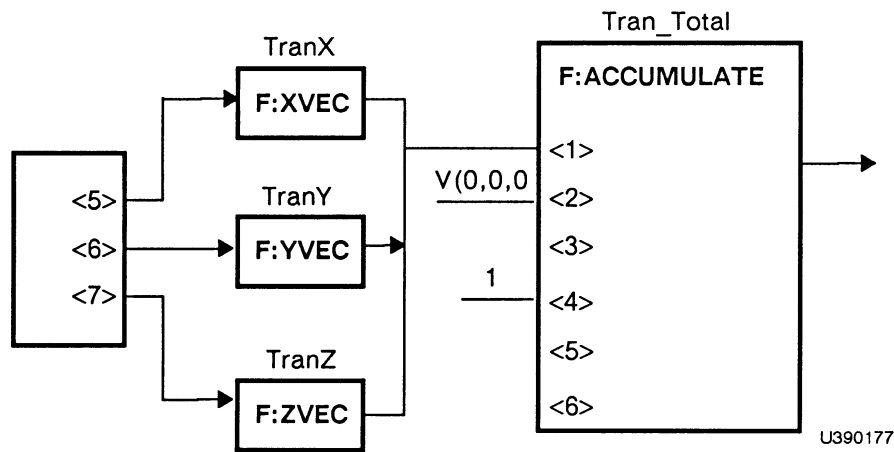 Tran_Total
TranX
F:XVEC
F:ACCUMULATE
<1>
V(0,0,0
<2>
<5>
TranY
<6>
F:YVEC
<3>
<7>
1
<4>
TranZ
<5>
F:ZVEC
<6>
U390177